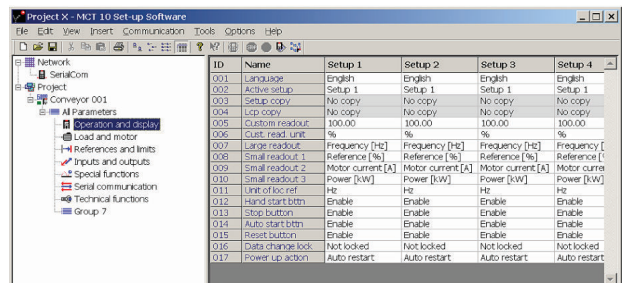 Project X - MCT 10 Set-up Software
File Edit View Insert Communication Tools Options Help
Network
SerialCom
Project
Conveyor 001
All Parameters
Operation and display
Load and motor
References and limits
Inputs and outputs
Special functions
Serial communication
Technical functions
Group 7
ID Name Setup 1 Setup 2 Setup 3 Setup 4
001 Language English English English English
002 Active setup Setup 1 Setup 1 Setup 1 Setup 1
003 Setup copy No copy No copy No copy No copy
004 Lcp copy No copy No copy No copy No copy
005 Custom readout 100.00 100.00 100.00 100.00
006 Cust. read. unit % % % %
007 Large readout Frequency [Hz] Frequency [Hz] Frequency [Hz] Frequency [H
008 Small readout 1 Reference [%] Reference [%] Reference [%] Reference [
009 Small readout 2 Motor current [A] Motor current [A] Motor current [A] Motor curre
010 Small readout 3 Power [kW] Power [kW] Power [kW] Power [kW]
011 Unit of loc ref Hz Hz Hz Hz
012 Hand start bttn Enable Enable Enable Enable
013 Stop button Enable Enable Enable Enable
014 Auto start bttn Enable Enable Enable Enable
015 Reset button Enable Enable Enable Enable
016 Data change lock Not locked Not locked Not locked Not locked
017 Power up action Auto restart Auto restart Auto restart Auto restart